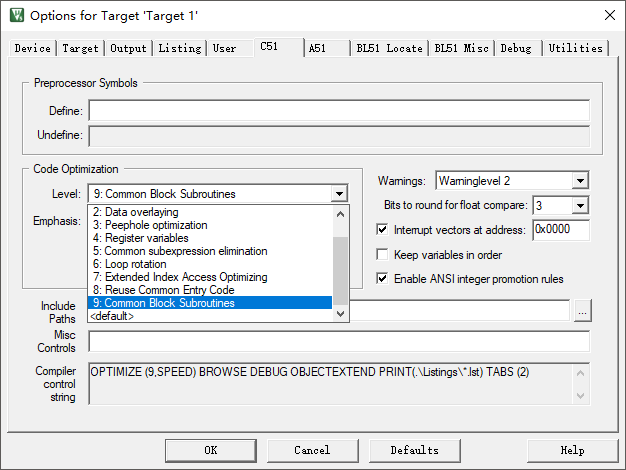 Options for Target 'Target 1'
Device Target Output Listing User C51 A51 BL51 Locate BL51 Misc Debug Utilities
Preprocessor Symbols
Define:
Undefine:
Code Optimization
Level: 9: Common Block Subroutines
Warnings: Warninglevel 2
2: Data overlaying
Bits to round for float compare: 3
Emphasis: 3: Peephole optimization
4: Register variables
Interrupt vectors at address: 0x0000
5: Common subexpression elimination
Keep variables in order
6: Loop rotation
7: Extended Index Access Optimizing
Enable ANSI integer promotion rules
8: Reuse Common Entry Code
9: Common Block Subroutines
<default>
Include
Paths
...
Misc
Controls
Compiler
control
string
OPTIMIZE (9,SPEED) BROWSE DEBUG OBJECTEXTEND PRINT(.\Listings\*.lst) TABS (2)
OK Cancel Defaults Help